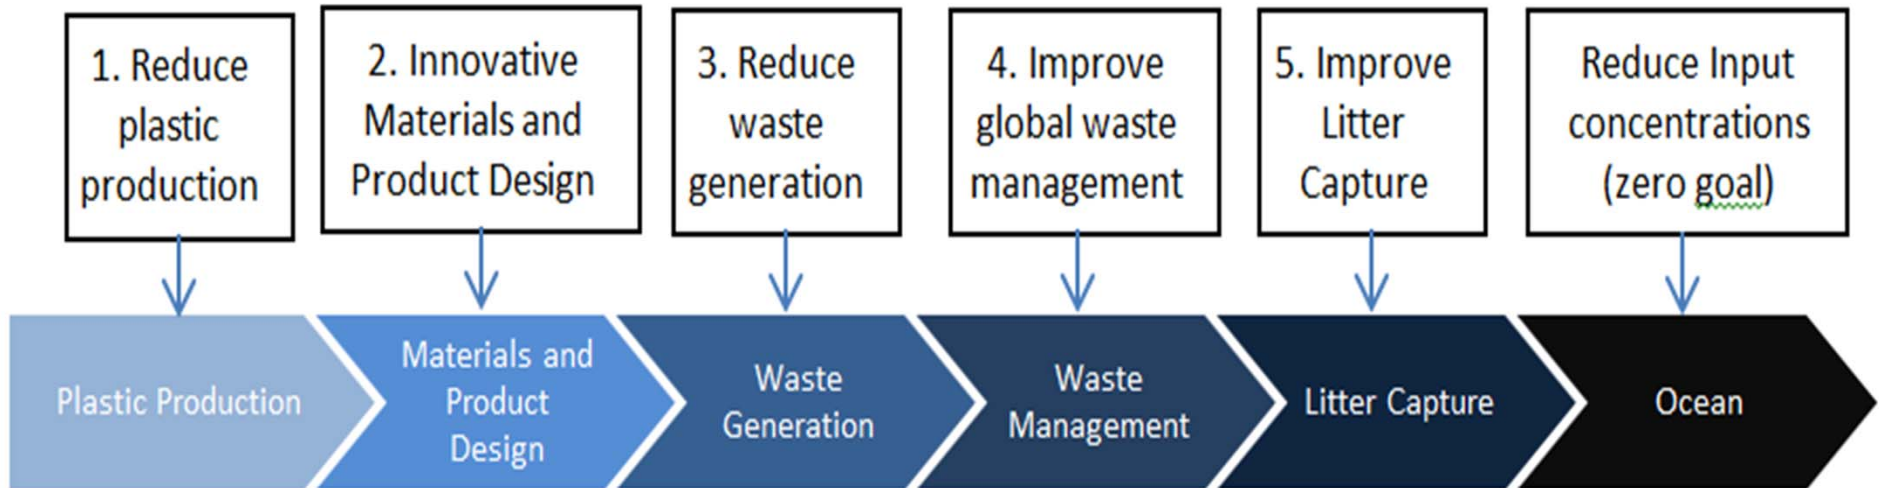 1. Reduce
plastic
production
2. Innovative
Materials and
Product Design
3. Reduce
waste
generation
4. Improve
global waste
management
5. Improve
Litter
Capture
Reduce Input
concentrations
(zero goal)
Plastic Production
Materials and
Product
Design
Waste
Generation
Waste
Management
Litter Capture
Ocean